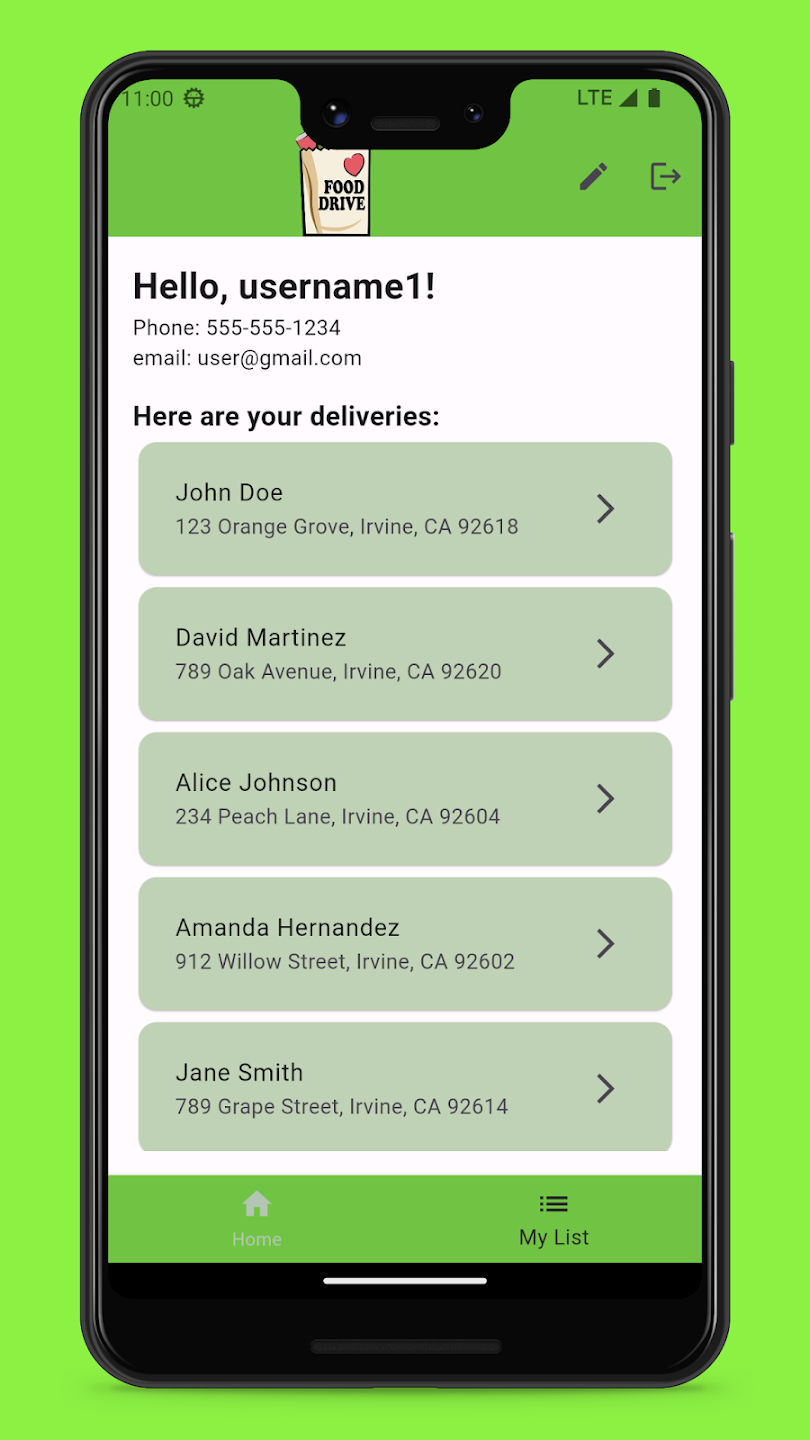 11:00
LTE
FOOD
DRIVE
Hello, username1!
Phone: 555-555-1234
email: user@gmail.com
Here are your deliveries:
John Doe
123 Orange Grove, Irvine, CA 92618
David Martinez
789 Oak Avenue, Irvine, CA 92620
Alice Johnson
234 Peach Lane, Irvine, CA 92604
Amanda Hernandez
912 Willow Street, Irvine, CA 92602
Jane Smith
789 Grape Street, Irvine, CA 92614
Home
My List